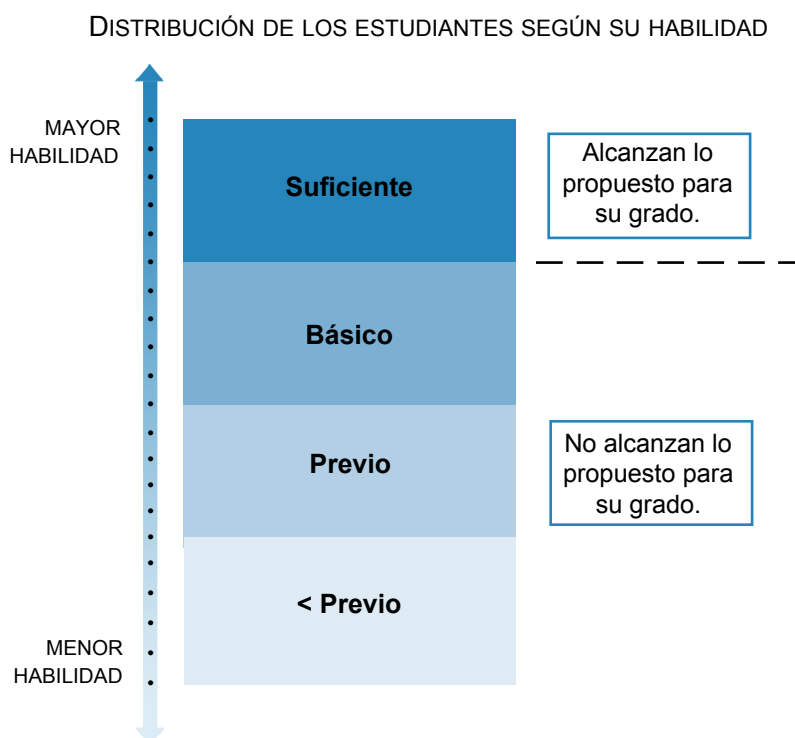 DISTRIBUCIÓN DE LOS ESTUDIANTES SEGÚN SU HABILIDAD
MAYOR
HABILIDAD
Suficiente
Alcanzan lo
propuesto para
su grado.
Básico
Previo
No alcanzan lo
propuesto para
su grado.
< Previo
MENOR
HABILIDAD